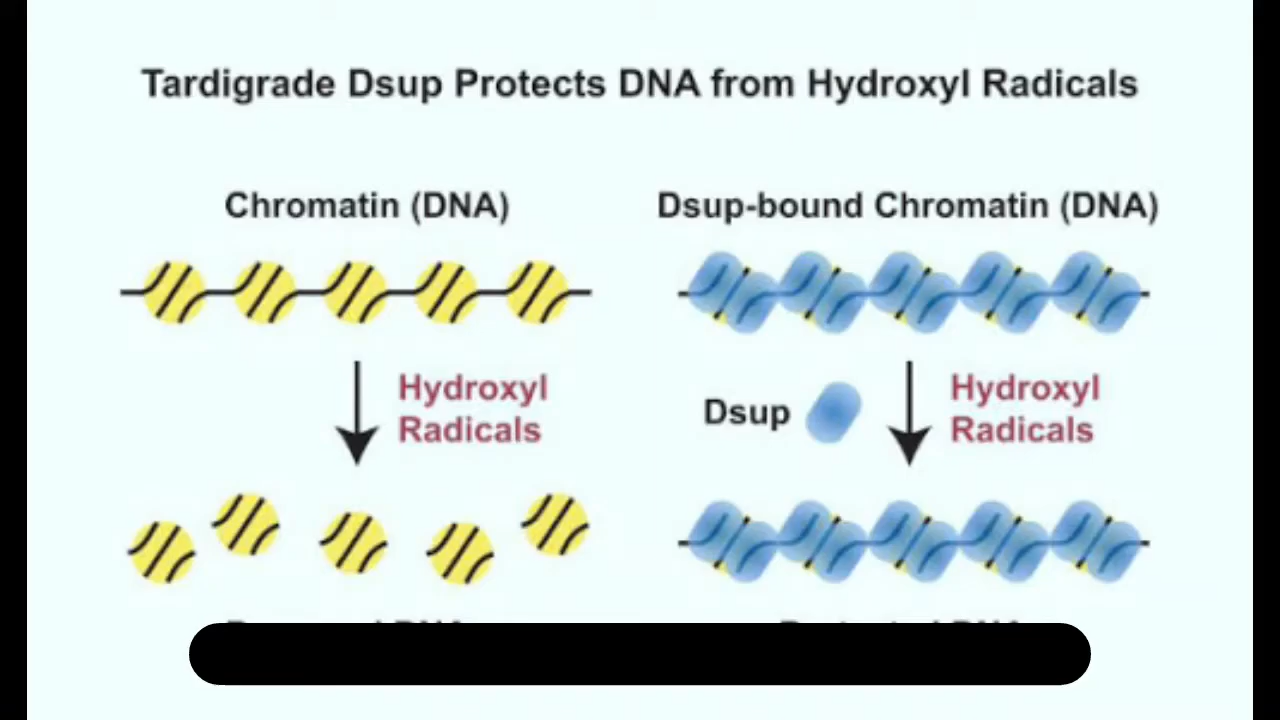 Tardigrade Dsup Protects DNA from Hydroxyl Radicals
Chromatin (DNA)
Dsup-bound Chromatin (DNA)
Hydroxyl
Radicals
Dsup
Hydroxyl
Radicals